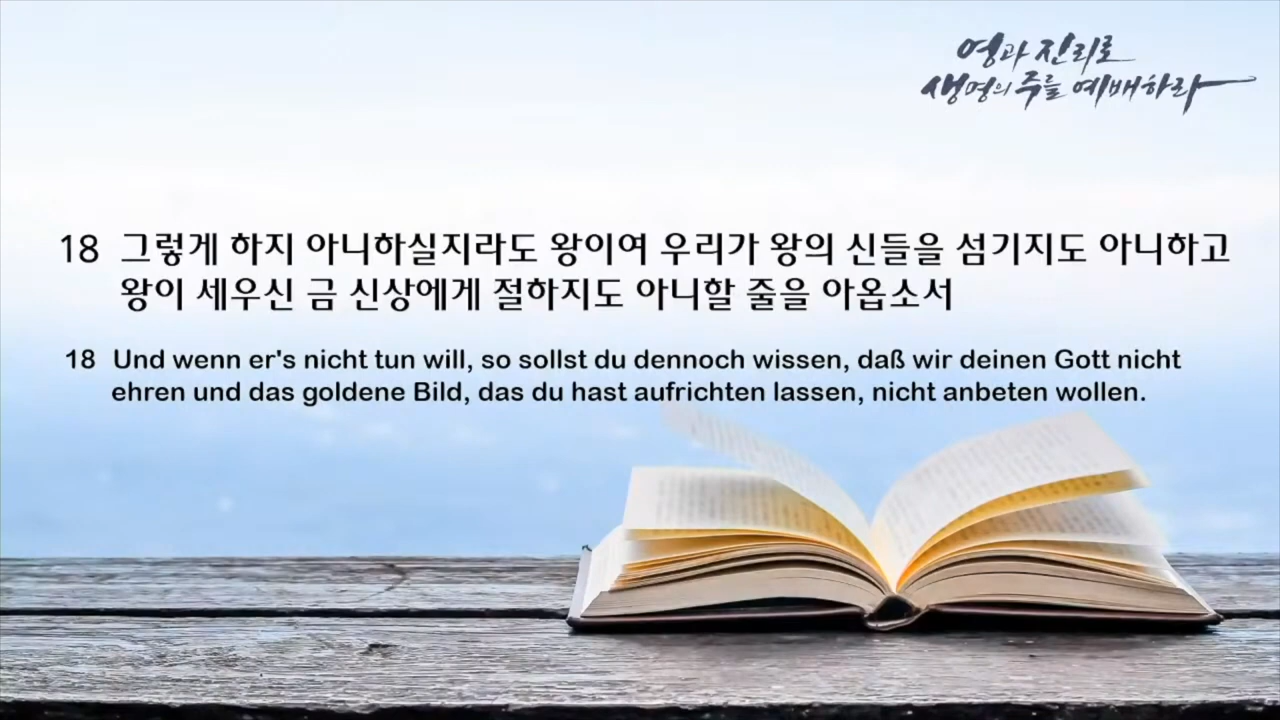 영과 진리로
생명의 주를 예배하라
18 그렇게 하지 아니하실지라도 왕이여 우리가 왕의 신들을 섬기지도 아니하고
왕이 세우신 금 신상에게 절하지도 아니할 줄을 아옵소서
18 Und wenn er's nicht tun will, so sollst du dennoch wissen, daß wir deinen Gott nicht
ehren und das goldene Bild, das du hast aufrichten lassen, nicht anbeten wollen.